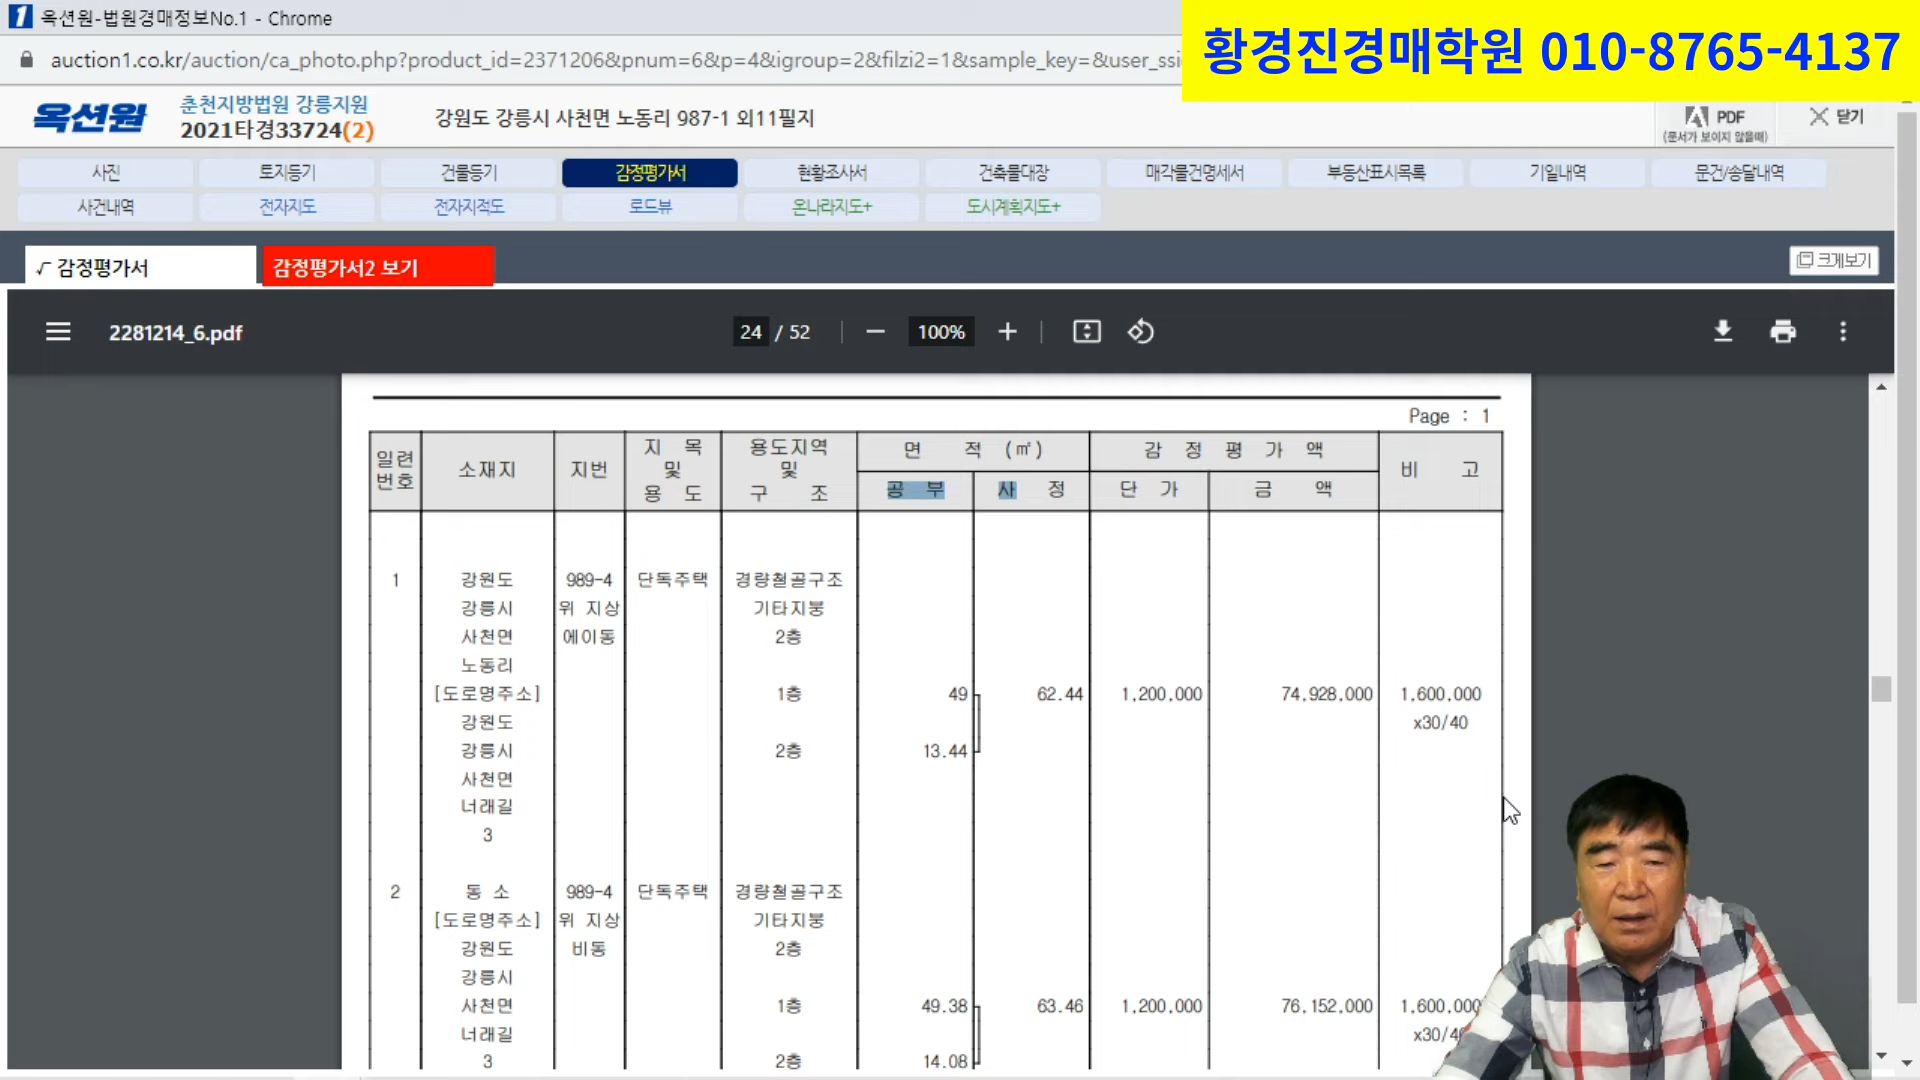 옥션원-법원경매정보No.1 - Chrome
auction1.co.kr/auction/ca_photo.php?product_id=2371206&pnum=6&p=4&igroup=2&filzi2=1&sample_key=&user_ssi
황경진경매학원 010-8765-4137
옥션원
춘천지방법원 강릉지원
2021타경33724(2)
강원도 강릉시 사천면 노동리 987-1 외11필지
PDF
(문서가 보이지 않을때)
닫기
사진 토지등기 건물등기 감정평가서 현황조사서 건축물대장 매각물건명세서 부동산표시목록 기일내역 문건/송달내역
사건내역 전자지도 전자지적도 로드뷰 온나라지도+ 도시계획지도+
√ 감정평가서 감정평가서2 보기 크게보기
2281214_6.pdf 24 / 52 100%
Page : 1
일련번호 소재지 지번 지 목 및 용 도 용도지역 및 구 조 면 적 (㎡) 감 정 평 가 액 비 고
공 부 사 정 단 가 금 액
1 강원도 989-4 단독주택 경량철골구조
강릉시 위 지상 기타지붕
사천면 에이동 2층
노동리
[도로명주소] 1층 49 62.44 1,200,000 74,928,000 1,600,000
강원도 x30/40
강릉시 2층 13.44
사천면
너래길
3
2 동 소 989-4 단독주택 경량철골구조
[도로명주소] 위 지상 기타지붕
강원도 비동 2층
강릉시
사천면 1층 49.38 63.46 1,200,000 76,152,000 1,600,000
너래길 x30/40
3 2층 14.08